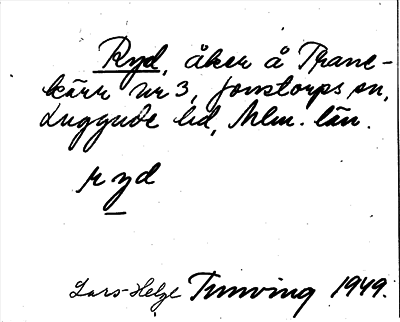 Ryd, åker å Trane-
kärr nr 3, Jonstorps sn,
Luggude hd, Mlm. län.
ryd
Lars-Helge Tunving 1949.